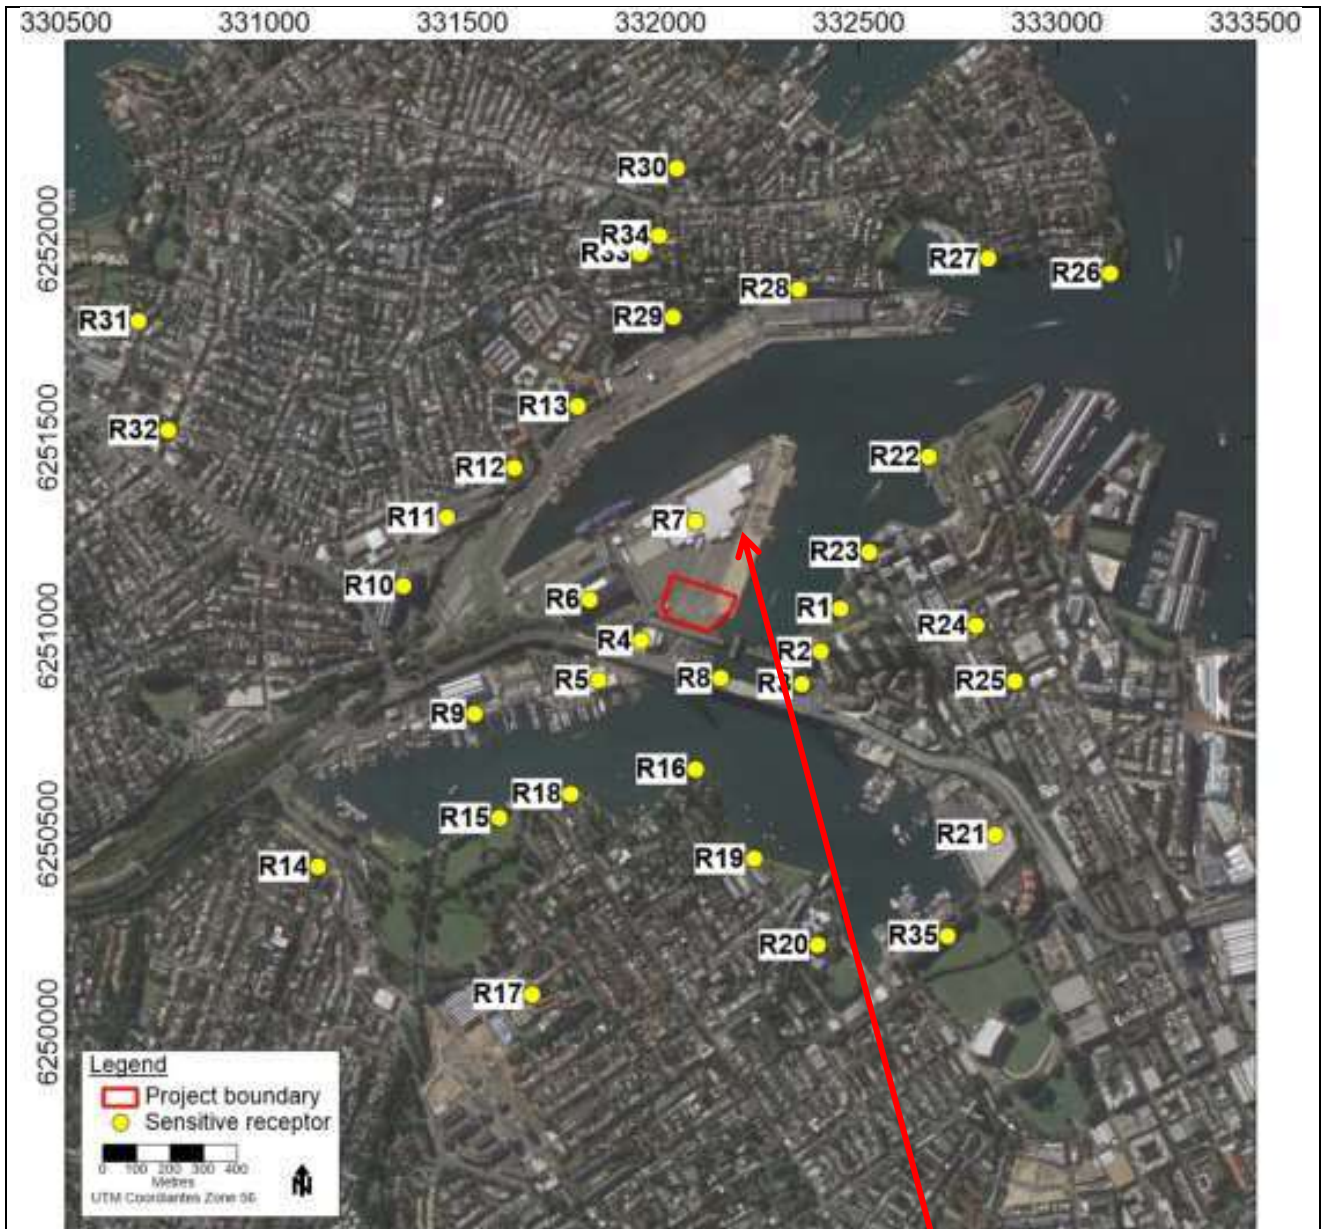 330500 331000 331500 332000 332500 333000 333500
6252000
6251500
6251000
6250500
6250000
R30
R34
R33
R27
R26
R28
R29
R31
R13
R32
R22
R12
R11
R7
R23
R10
R6
R1
R24
R4
R2
R5
R8
R3
R25
R9
R16
R18
R15
R21
R19
R14
R35
R20
R17
Legend
Project boundary
Sensitive receptor
0 100 200 300 400
Metres
UTM Coordiantes Zone 56
N